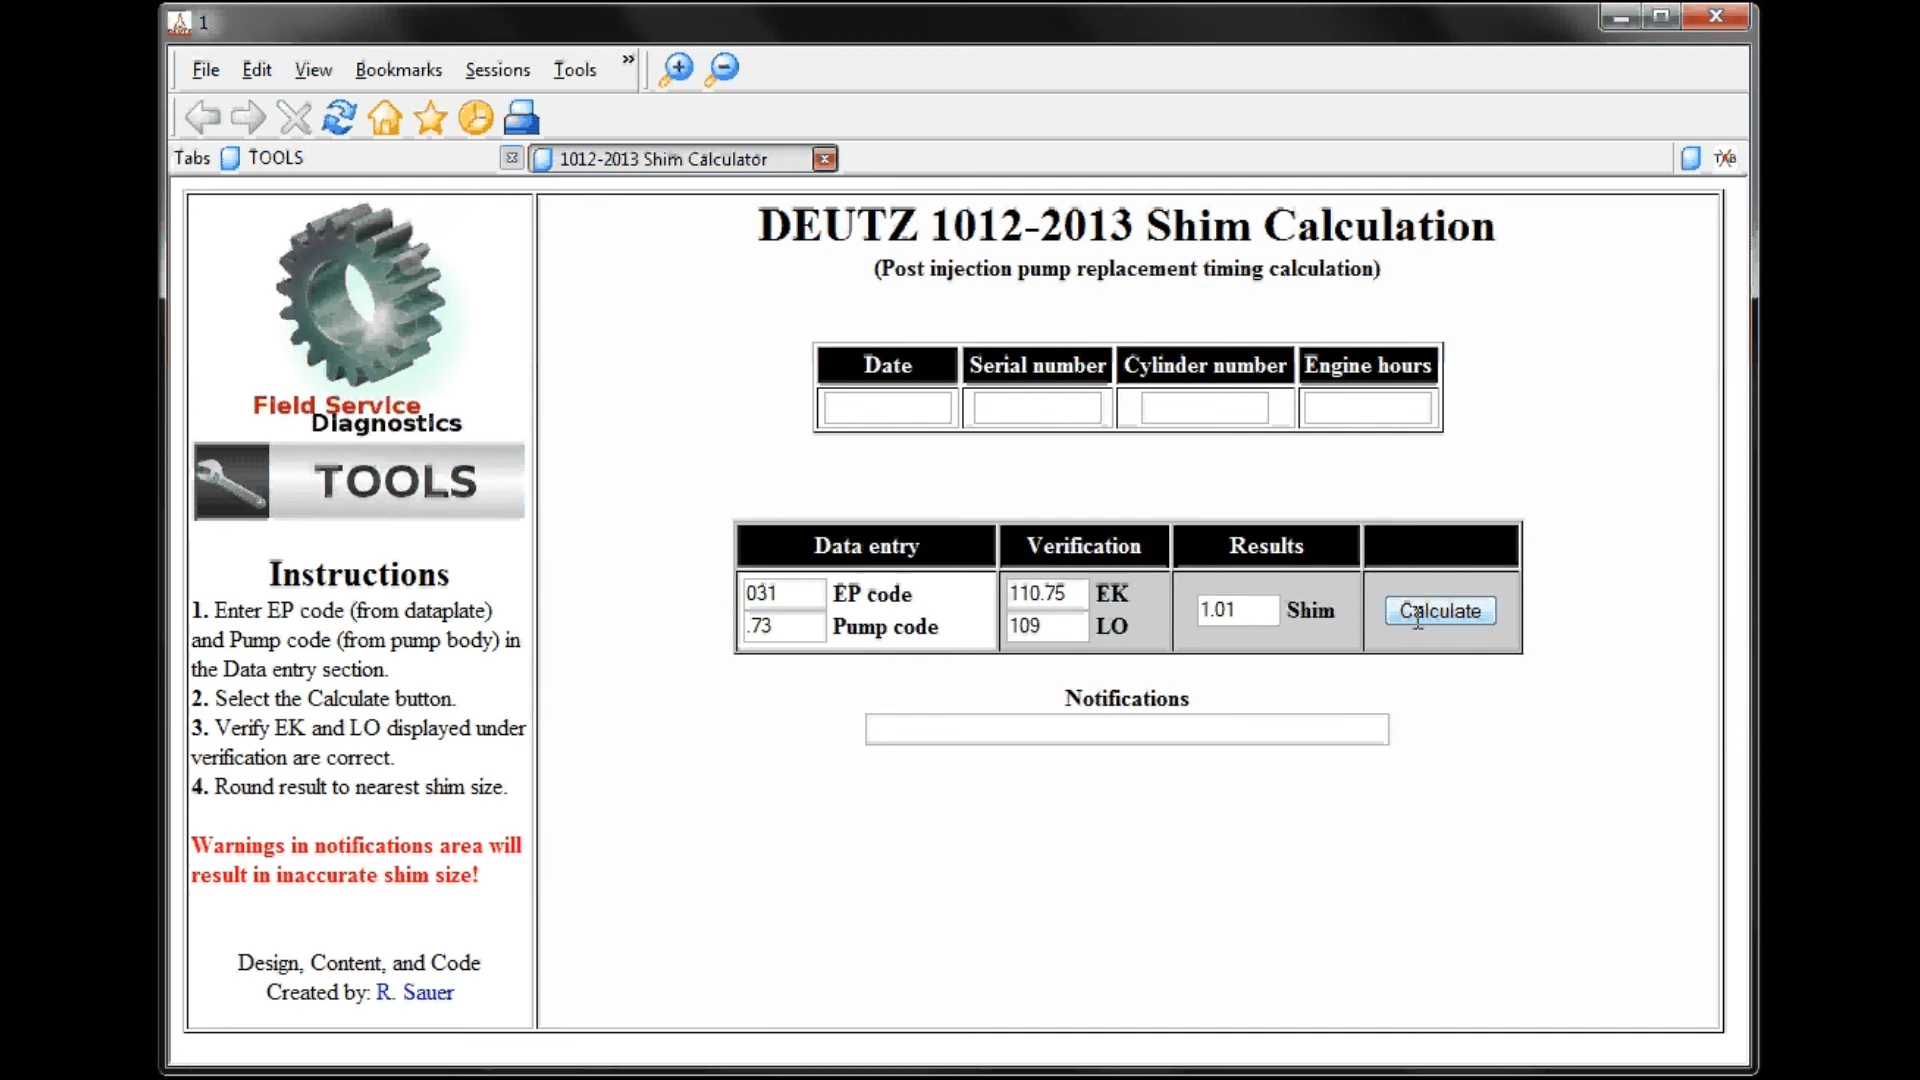 1
File Edit View Bookmarks Sessions Tools »
Tabs TOOLS 1012-2013 Shim Calculator TAB
Field Service
Diagnostics
TOOLS
Instructions
1. Enter EP code (from dataplate)
and Pump code (from pump body) in
the Data entry section.
2. Select the Calculate button.
3. Verify EK and LO displayed under
verification are correct.
4. Round result to nearest shim size.
Warnings in notifications area will
result in inaccurate shim size!
Design, Content, and Code
Created by: R. Sauer
DEUTZ 1012-2013 Shim Calculation
(Post injection pump replacement timing calculation)
Date Serial number Cylinder number Engine hours
Data entry Verification Results
031 EP code 110.75 EK
1.01 Shim Calculate
.73 Pump code 109 LO
Notifications